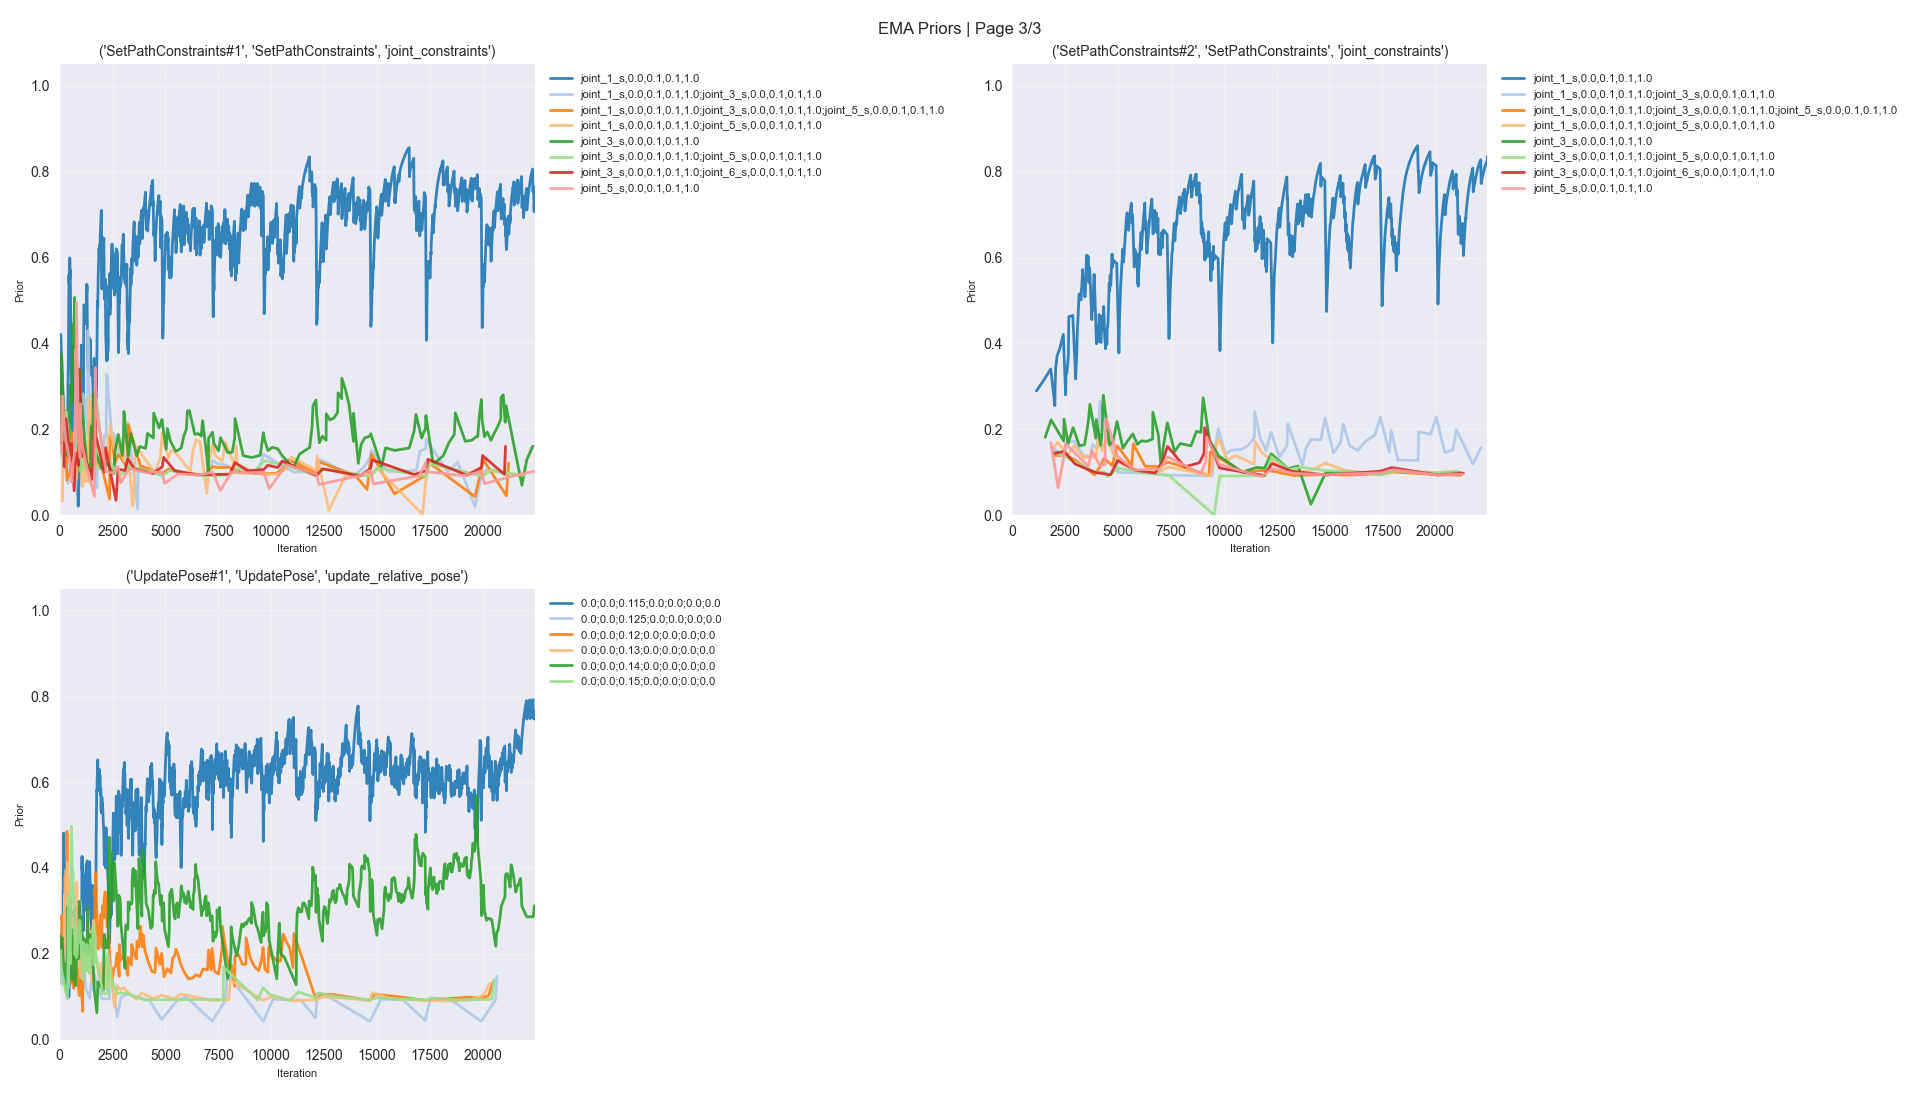 EMA Priors | Page 3/3
('SetPathConstraints#1', 'SetPathConstraints', 'joint_constraints')
Prior
1.0
0.8
0.6
0.4
0.2
0.0
0 2500 5000 7500 10000 12500 15000 17500 20000
Iteration
joint_1_s,0.0,0.1,0.1,1.0
joint_1_s,0.0,0.1,0.1,1.0;joint_3_s,0.0,0.1,0.1,1.0
joint_1_s,0.0,0.1,0.1,1.0;joint_3_s,0.0,0.1,0.1,1.0;joint_5_s,0.0,0.1,0.1,1.0
joint_1_s,0.0,0.1,0.1,1.0;joint_5_s,0.0,0.1,0.1,1.0
joint_3_s,0.0,0.1,0.1,1.0
joint_3_s,0.0,0.1,0.1,1.0;joint_5_s,0.0,0.1,0.1,1.0
joint_3_s,0.0,0.1,0.1,1.0;joint_6_s,0.0,0.1,0.1,1.0
joint_5_s,0.0,0.1,0.1,1.0
('SetPathConstraints#2', 'SetPathConstraints', 'joint_constraints')
Prior
1.0
0.8
0.6
0.4
0.2
0.0
0 2500 5000 7500 10000 12500 15000 17500 20000
Iteration
joint_1_s,0.0,0.1,0.1,1.0
joint_1_s,0.0,0.1,0.1,1.0;joint_3_s,0.0,0.1,0.1,1.0
joint_1_s,0.0,0.1,0.1,1.0;joint_3_s,0.0,0.1,0.1,1.0;joint_5_s,0.0,0.1,0.1,1.0
joint_1_s,0.0,0.1,0.1,1.0;joint_5_s,0.0,0.1,0.1,1.0
joint_3_s,0.0,0.1,0.1,1.0
joint_3_s,0.0,0.1,0.1,1.0;joint_5_s,0.0,0.1,0.1,1.0
joint_3_s,0.0,0.1,0.1,1.0;joint_6_s,0.0,0.1,0.1,1.0
joint_5_s,0.0,0.1,0.1,1.0
('UpdatePose#1', 'UpdatePose', 'update_relative_pose')
Prior
1.0
0.8
0.6
0.4
0.2
0.0
0 2500 5000 7500 10000 12500 15000 17500 20000
Iteration
0.0;0.0;0.115;0.0;0.0;0.0;0.0
0.0;0.0;0.125;0.0;0.0;0.0;0.0
0.0;0.0;0.12;0.0;0.0;0.0;0.0
0.0;0.0;0.13;0.0;0.0;0.0;0.0
0.0;0.0;0.14;0.0;0.0;0.0;0.0
0.0;0.0;0.15;0.0;0.0;0.0;0.0